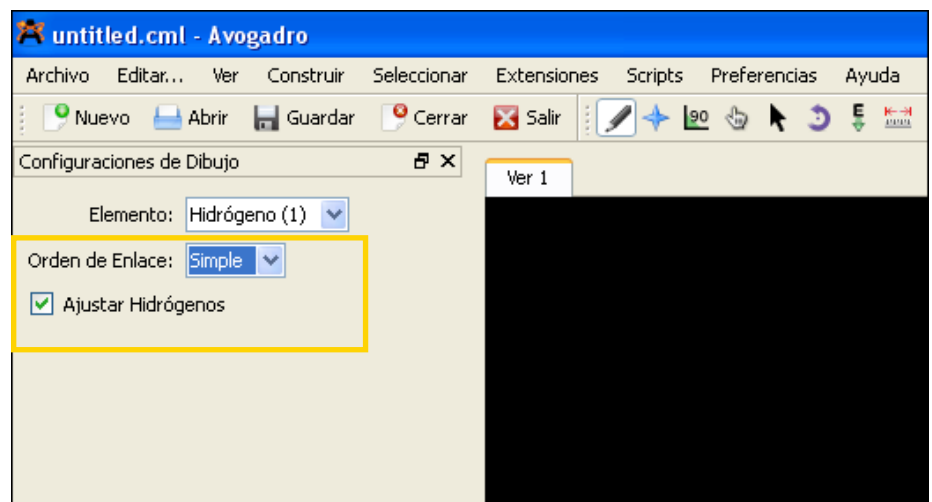 untitled.cml - Avogadro
Archivo Editar... Ver Construir Seleccionar Extensiones Scripts Preferencias Ayuda
Nuevo Abrir Guardar Cerrar Salir 90 E
Configuraciones de Dibujo
Ver 1
Elemento: Hidrógeno (1)
Orden de Enlace: Simple
Ajustar Hidrógenos